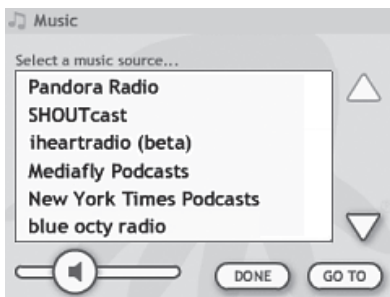 Music
Select a music source...
Pandora Radio
SHOUTcast
iheartradio (beta)
Mediafly Podcasts
New York Times Podcasts
blue octy radio
DONE
GO TO